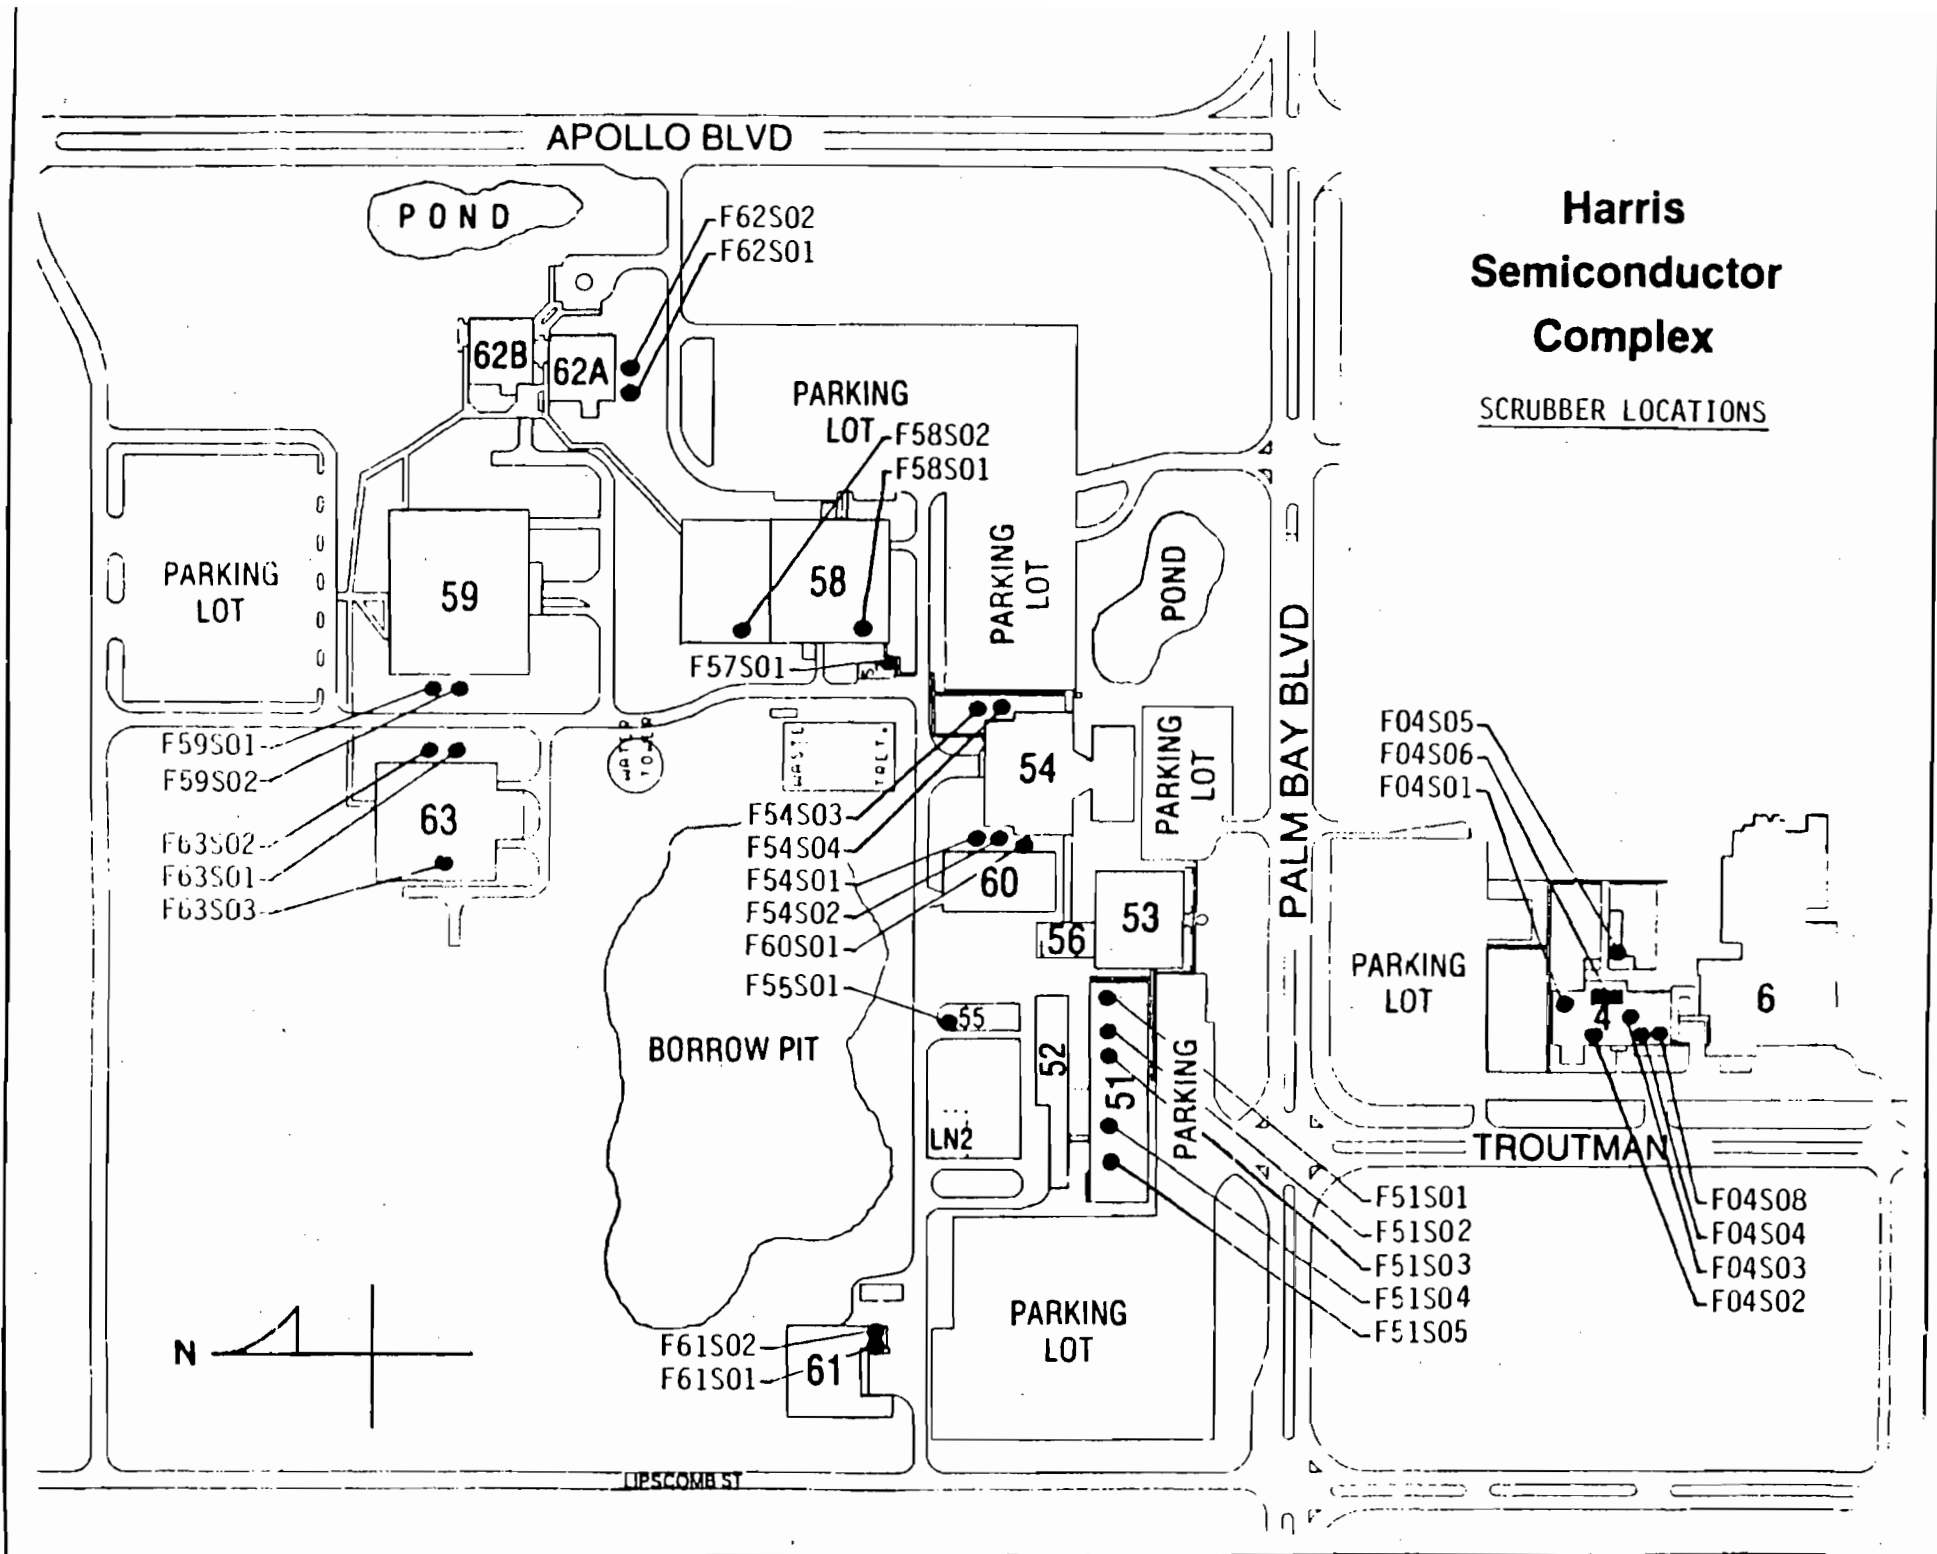 APOLLO BLVD
POND
F62S02
F62S01
Harris
Semiconductor
Complex
SCRUBBER LOCATIONS
62B
62A
PARKING
LOT
F58S02
F58S01
PARKING
LOT
59
58
PARKING
LOT
POND
PALM BAY BLVD
F57S01
F59S01
F59S02
WATER
TOWER
WASTE
TRET.
54
PARKING
LOT
F04S05
F04S06
F04S01
63
F63S02
F63S01
F63S03
F54S03
F54S04
F54S01
F54S02
F60S01
F55S01
60
53
56
55
BORROW PIT
52
51
PARKING
LN2
PARKING
LOT
4
6
TROUTMAN
F51S01
F51S02
F51S03
F51S04
F51S05
F04S08
F04S04
F04S03
F04S02
N
F61S02
F61S01
61
PARKING
LOT
LIPSCOMB ST